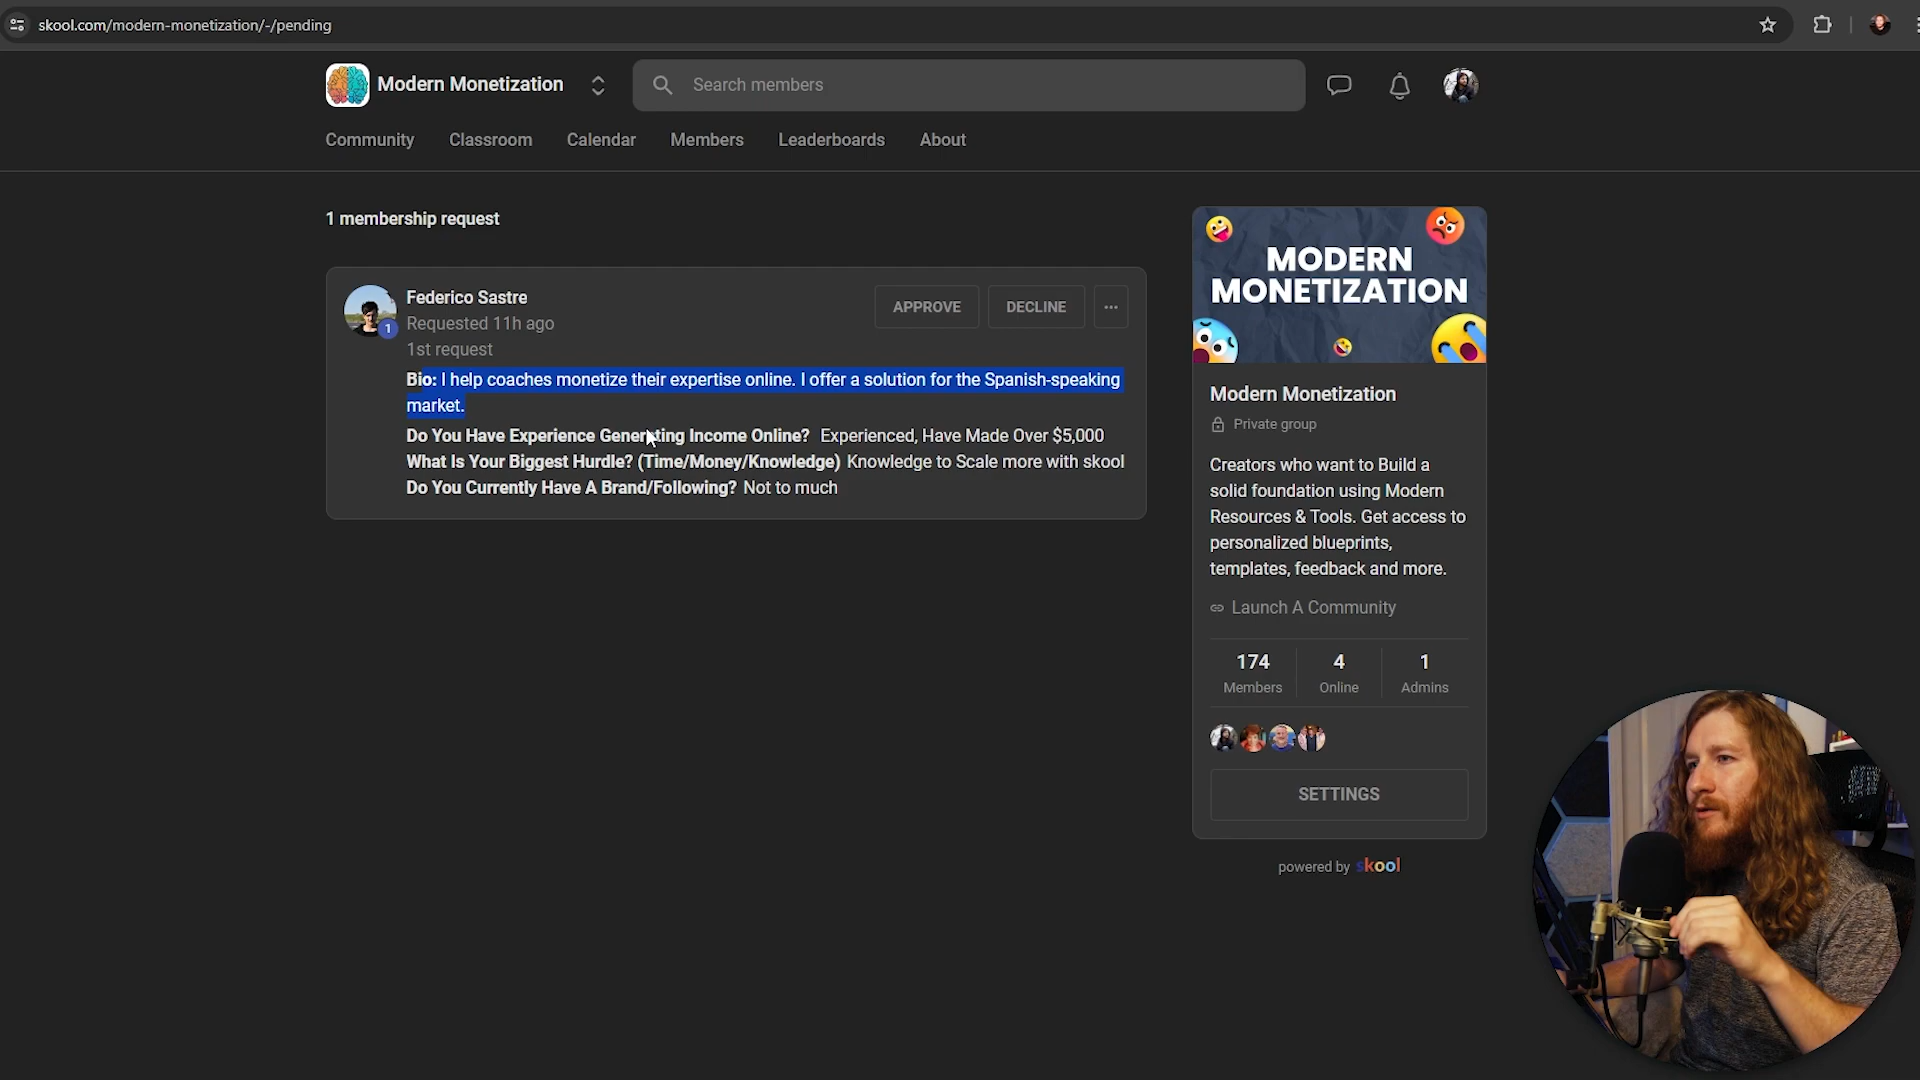 skool.com/modern-monetization/-/pending
Modern Monetization
Search members
Community Classroom Calendar Members Leaderboards About
1 membership request
Federico Sastre
Requested 11h ago
1st request
1
APPROVE DECLINE
Bio: I help coaches monetize their expertise online. I offer a solution for the Spanish-speaking
market.
Do You Have Experience Generating Income Online? Experienced, Have Made Over $5,000
What Is Your Biggest Hurdle? (Time/Money/Knowledge) Knowledge to Scale more with skool
Do You Currently Have A Brand/Following? Not to much
MODERN
MONETIZATION
Modern Monetization
Private group
Creators who want to Build a
solid foundation using Modern
Resources & Tools. Get access to
personalized blueprints,
templates, feedback and more.
Launch A Community
174 4 1
Members Online Admins
SETTINGS
powered by skool